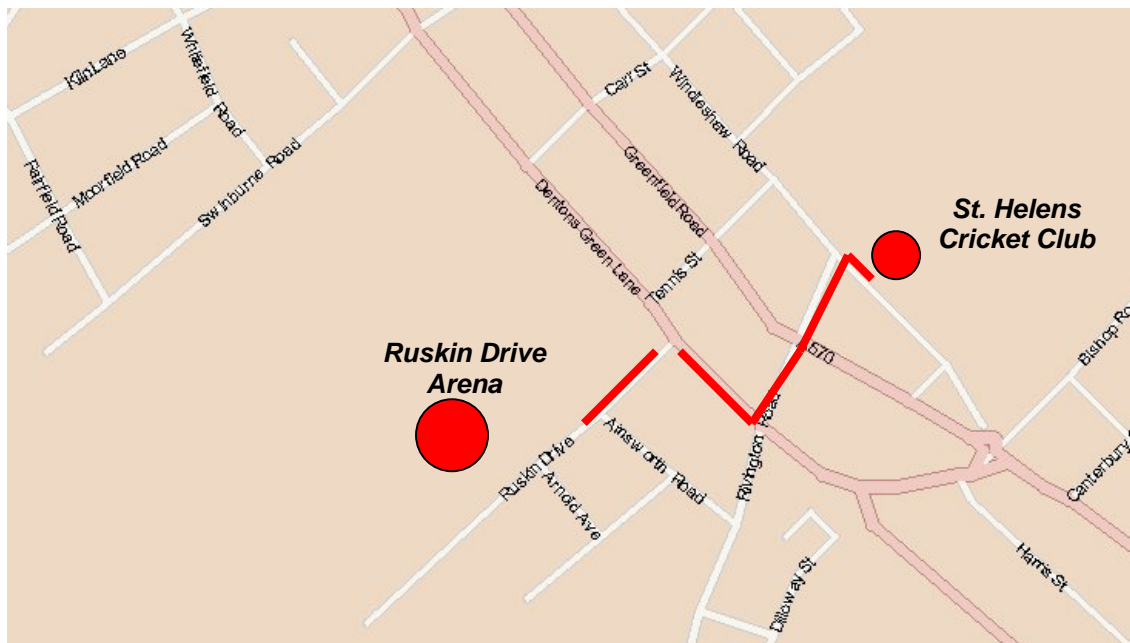 Kiln Lane
Whitefield Road
Carr St
Windleshaw Road
Fairfield Road
Moorfield Road
Swinburne Road
Greenfield Road
Dentons Green Lane
St. Helens
Cricket Club
Tennis St
Ruskin Drive
Arena
Bishop Ro
Ruskin Drive
Ainsworth Road
Arnold Ave
Rivington Road
Canterbury
Dilloway St
Harris St